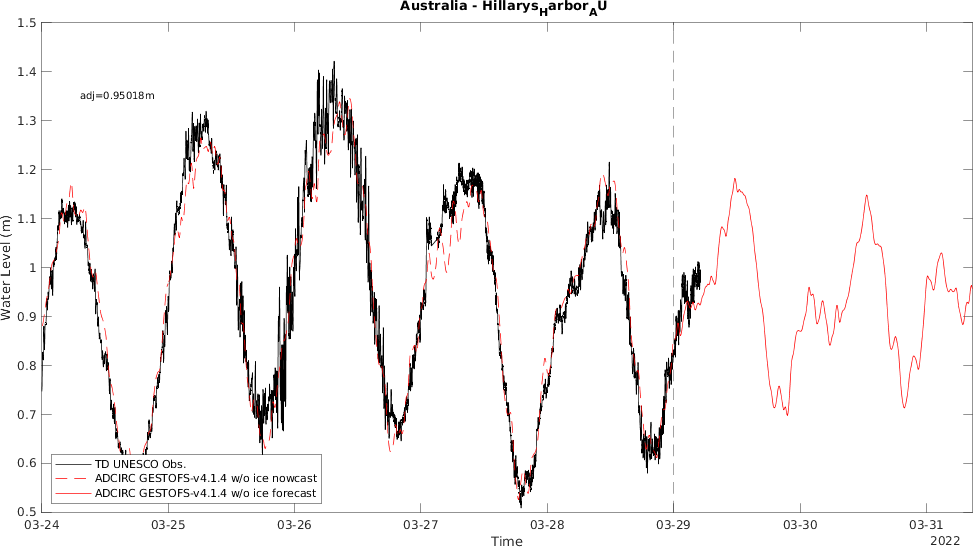 Australia - HillarysHarborAU
1.5
1.4
1.3
1.2
1.1
1
0.9
0.8
0.7
0.6
0.5
Water Level (m)
adj=0.95018m
TD UNESCO Obs.
ADCIRC GESTOFS-v4.1.4 w/o ice nowcast
ADCIRC GESTOFS-v4.1.4 w/o ice forecast
03-24 03-25 03-26 03-27 03-28 03-29 03-30 03-31
Time
2022